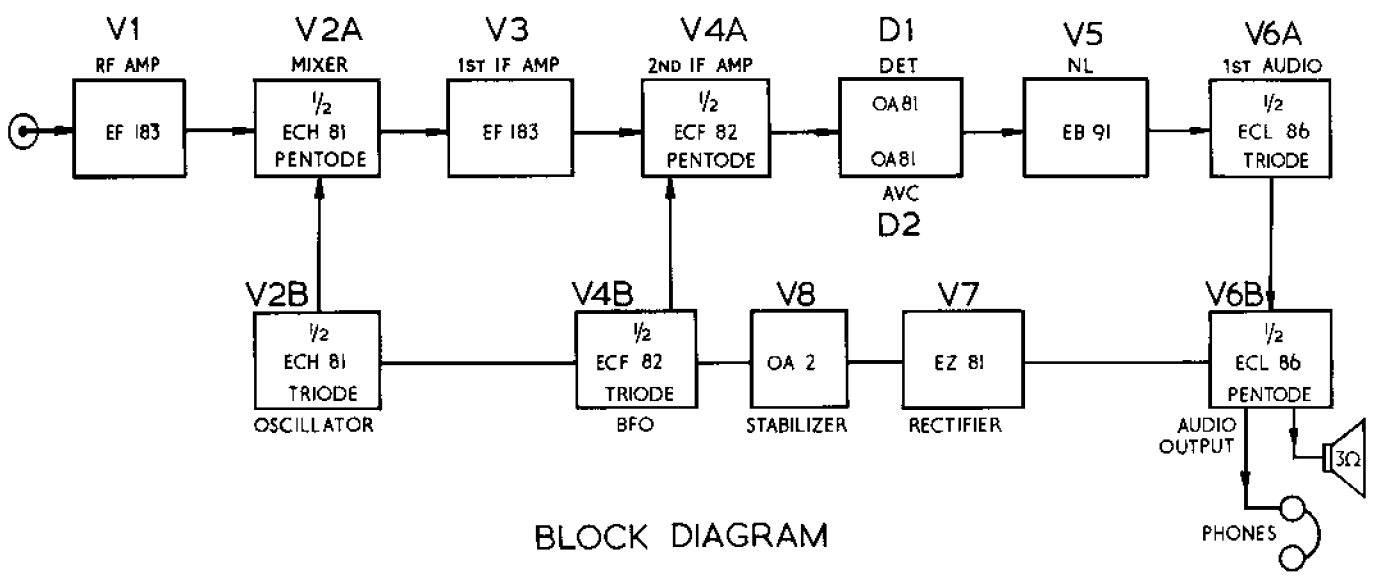 V1
V2A
V3
V4A
D1
V5
V6A
RF AMP
MIXER
1ST IF AMP
2ND IF AMP
DET
NL
1ST AUDIO
EF 183
1/2
ECH 81
PENTODE
EF 183
1/2
ECF 82
PENTODE
OA81
OA81
EB 91
1/2
ECL 86
TRIODE
AVC
D2
V2B
V4B
V8
V7
V6B
1/2
ECH 81
TRIODE
1/2
ECF 82
TRIODE
OA 2
EZ 81
1/2
ECL 86
PENTODE
OSCILLATOR
BFO
STABILIZER
RECTIFIER
AUDIO
OUTPUT
3Ω
PHONES
BLOCK DIAGRAM